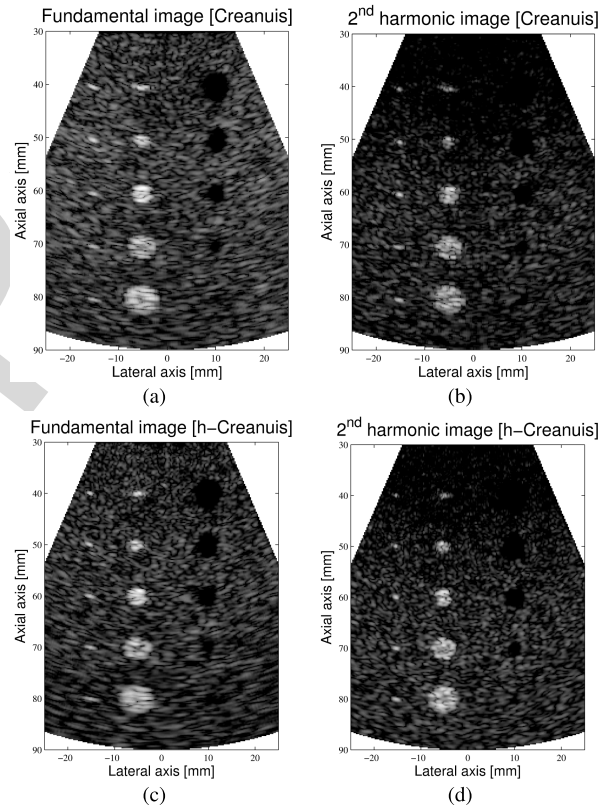 Fundamental image [Creanuis]
30
40
50
60
70
80
90
Axial axis [mm]
−20 −10 0 10 20
Lateral axis [mm]
(a)
2nd harmonic image [Creanuis]
30
40
50
60
70
80
90
Axial axis [mm]
−20 −10 0 10 20
Lateral axis [mm]
(b)
Fundamental image [h−Creanuis]
30
40
50
60
70
80
90
Axial axis [mm]
−20 −10 0 10 20
Lateral axis [mm]
(c)
2nd harmonic image [h−Creanuis]
30
40
50
60
70
80
90
Axial axis [mm]
−20 −10 0 10 20
Lateral axis [mm]
(d)